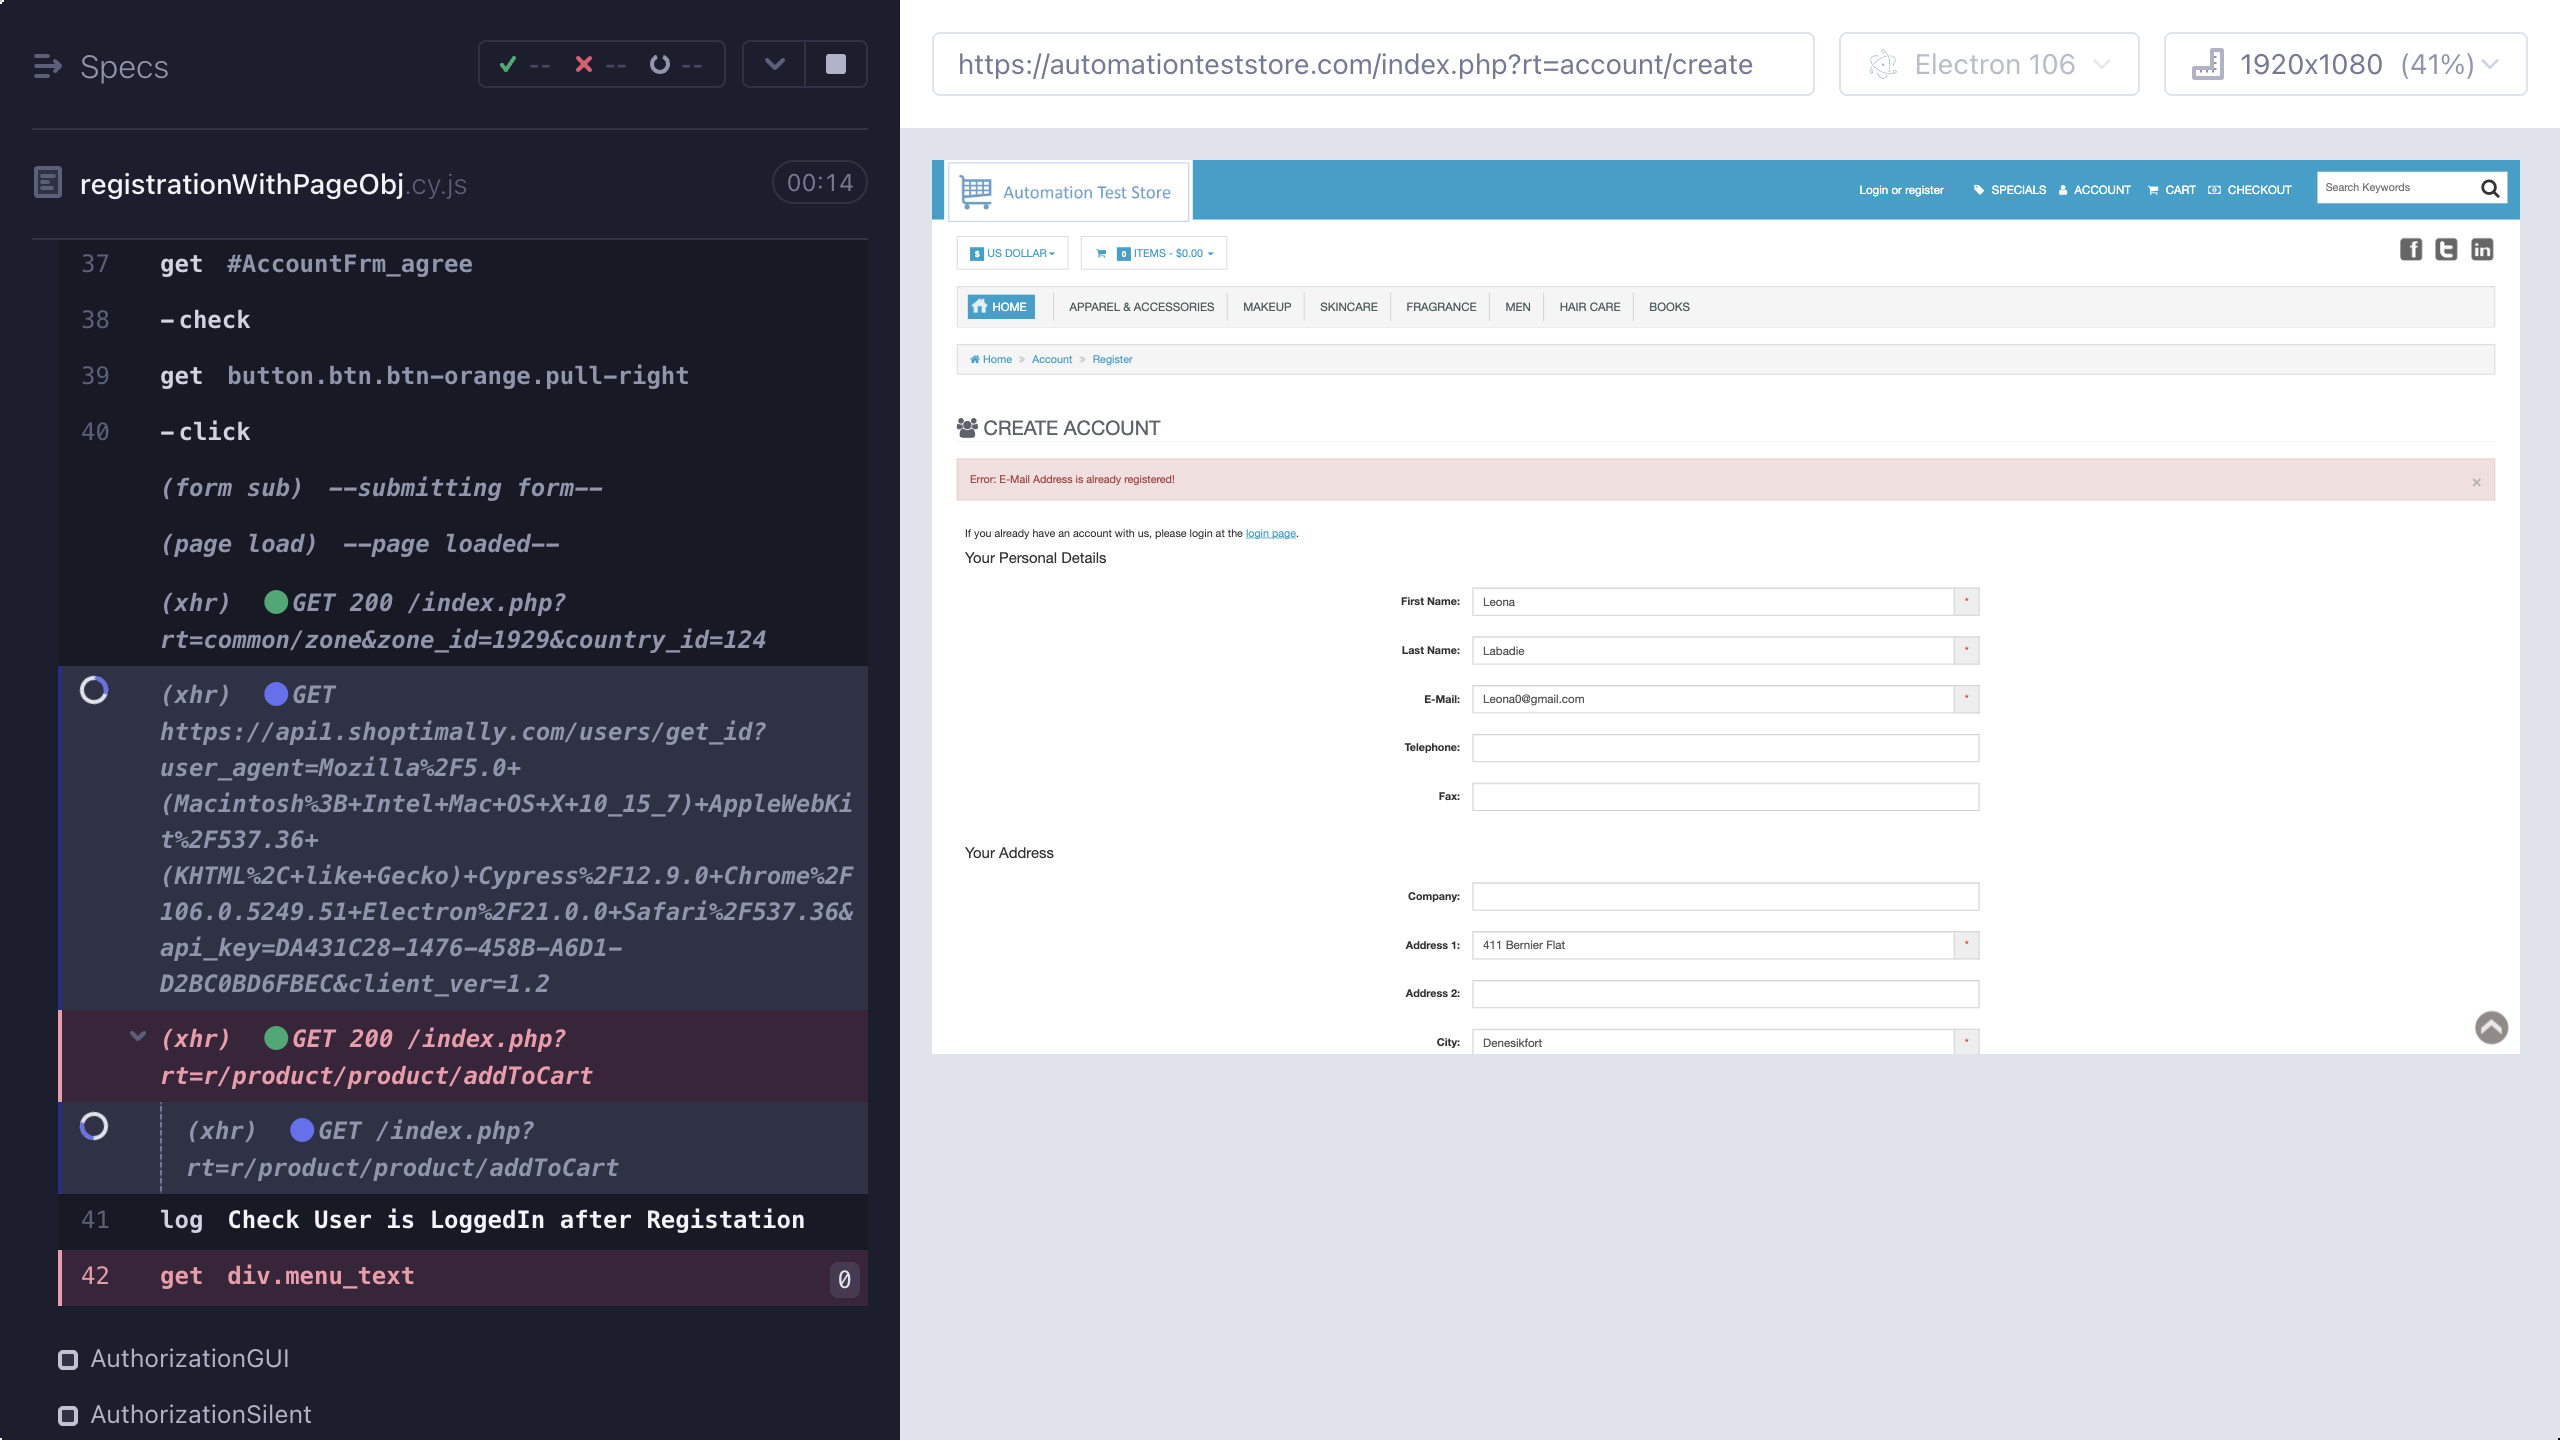 Specs
--
--
--
registrationWithPageObj.cy.js
00:14
37 get #AccountFrm_agree
38 -check
39 get button.btn.btn-orange.pull-right
40 -click
(form sub) --submitting form--
(page load) --page loaded--
(xhr) GET 200 /index.php?
rt=common/zone&zone_id=1929&country_id=124
(xhr) GET
https://api1.shoptimally.com/users/get_id?
user_agent=Mozilla%2F5.0+
(Macintosh%3B+Intel+Mac+OS+X+10_15_7)+AppleWebKi
t%2F537.36+
(KHTML%2C+like+Gecko)+Cypress%2F12.9.0+Chrome%2F
106.0.5249.51+Electron%2F21.0.0+Safari%2F537.36&
api_key=DA431C28-1476-458B-A6D1-
D2BC0BD6FBEC&client_ver=1.2
(xhr) GET 200 /index.php?
rt=r/product/product/addToCart
(xhr) GET /index.php?
rt=r/product/product/addToCart
41 log Check User is LoggedIn after Registation
42 get div.menu_text 0
AuthorizationGUI
AuthorizationSilent
https://automationteststore.com/index.php?rt=account/create
Electron 106
1920x1080 (41%)
Automation Test Store
Login or register SPECIALS ACCOUNT CART CHECKOUT Search Keywords
$ US DOLLAR 0 ITEMS - $0.00
f t in
HOME APPAREL & ACCESSORIES MAKEUP SKINCARE FRAGRANCE MEN HAIR CARE BOOKS
Home » Account » Register
CREATE ACCOUNT
Error: E-Mail Address is already registered! ×
If you already have an account with us, please login at the login page.
Your Personal Details
First Name: Leona *
Last Name: Labadie *
E-Mail: Leona0@gmail.com *
Telephone:
Fax:
Your Address
Company:
Address 1: 411 Bernier Flat *
Address 2:
City: Denesikfort *